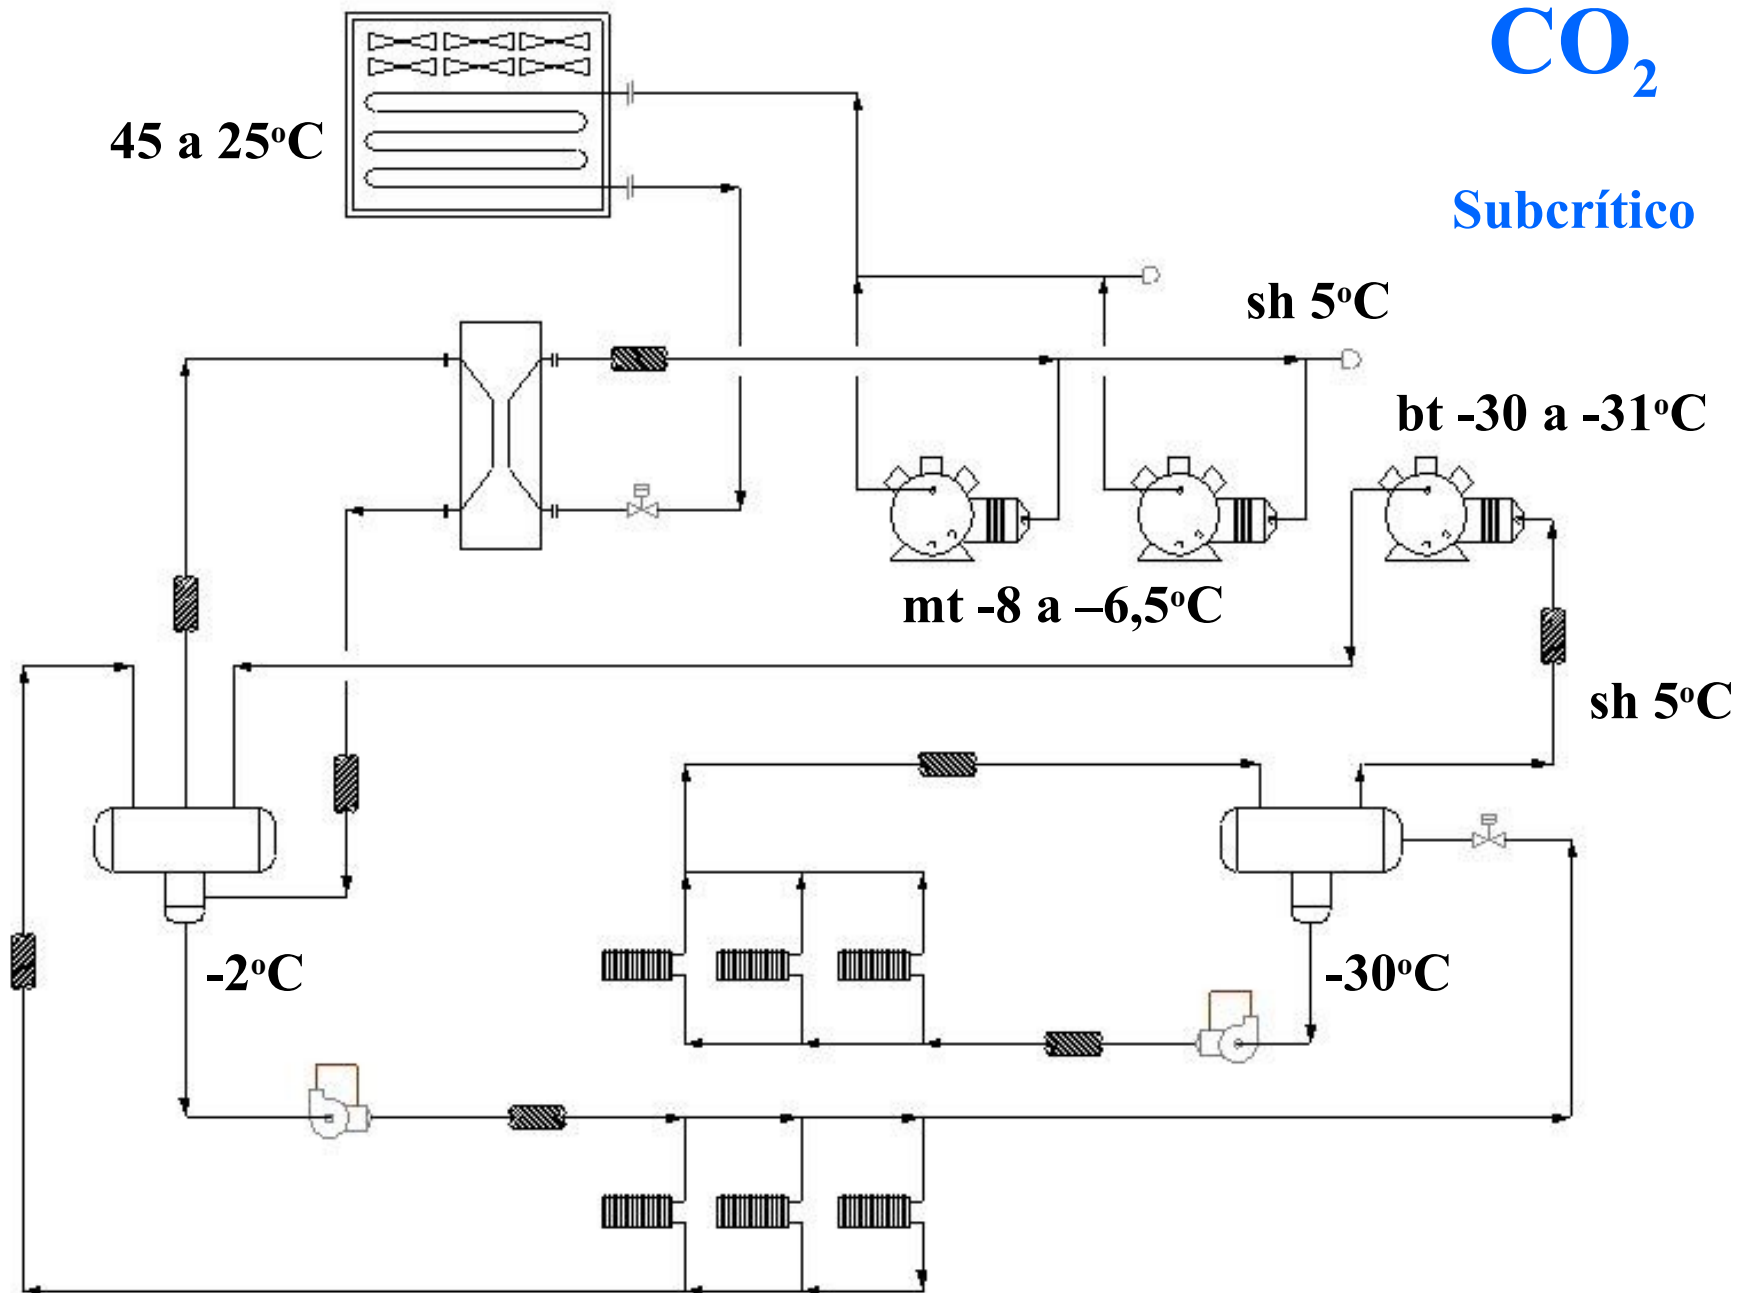 CO₂
45 a 25ºC
Subcrítico
sh 5ºC
bt -30 a -31ºC
mt -8 a –6,5ºC
sh 5ºC
-2ºC
-30ºC